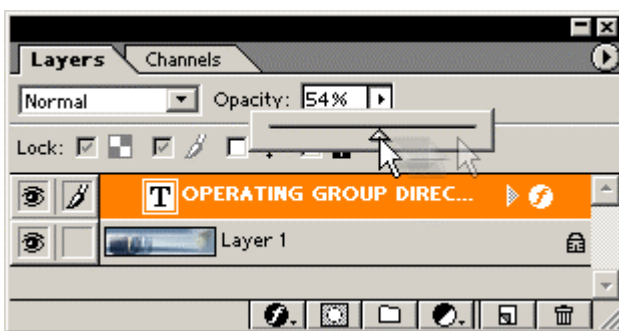 Layers Channels
Normal Opacity: 54%
Lock:
T OPERATING GROUP DIREC...
Layer 1